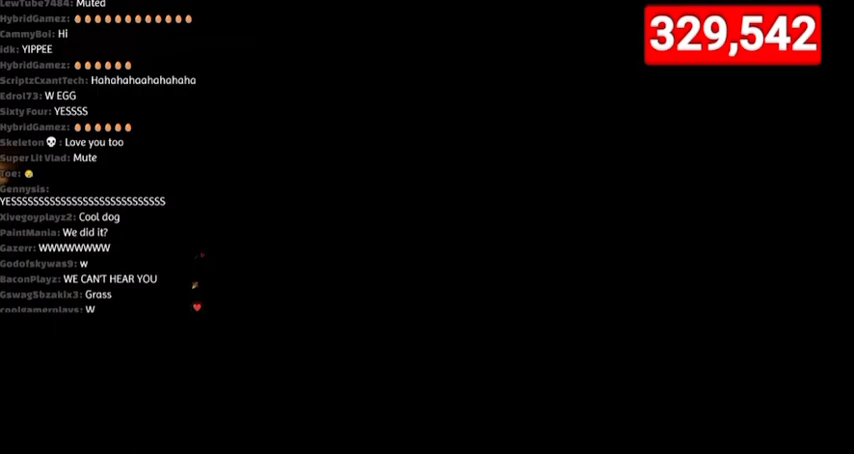 LewTube7484: Muted
HybridGamez: 🥚🥚🥚🥚🥚🥚🥚🥚🥚🥚🥚🥚
CammyBoi: Hi
idk: YIPPEE
HybridGamez: 🥚🥚🥚🥚🥚🥚
ScriptzCxantTech: Hahahahaahahahaha
Edrol73: W EGG
Sixty Four: YESSSS
HybridGamez: 🥚🥚🥚🥚🥚🥚
Skeleton💀 : Love you too
Super Lit Vlad: Mute
Toe: 😥
Gennysis:
YESSSSSSSSSSSSSSSSSSSSSSSSSSSS
Xivegoyplayz2: Cool dog
PaintMania: We did it?
Gazerr: WWWWWWWW
Godofskywas9: w
BaconPlayz: WE CAN'T HEAR YOU
GswagSbzakix3: Grass
coolgamerplays: W
329,542